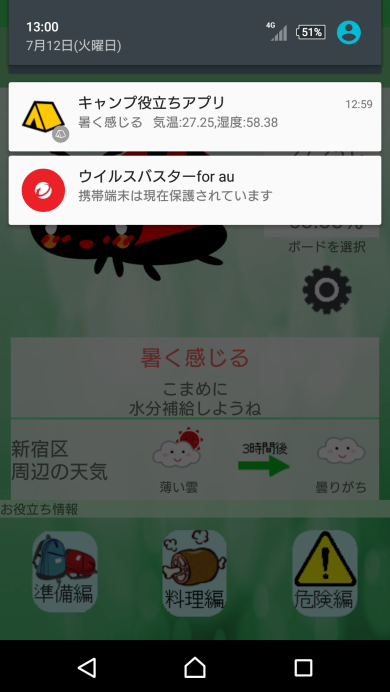 13:00
7月12日(火曜日)
4G
51%
キャンプ役立ちアプリ
12:59
暑く感じる 気温:27.25,湿度:58.38
ウイルスバスターfor au
携帯端末は現在保護されています
ボードを選択
暑く感じる
こまめに
水分補給しようね
新宿区
周辺の天気
薄い雲
3時間後
曇りがち
お役立ち情報
準備編
料理編
危険編